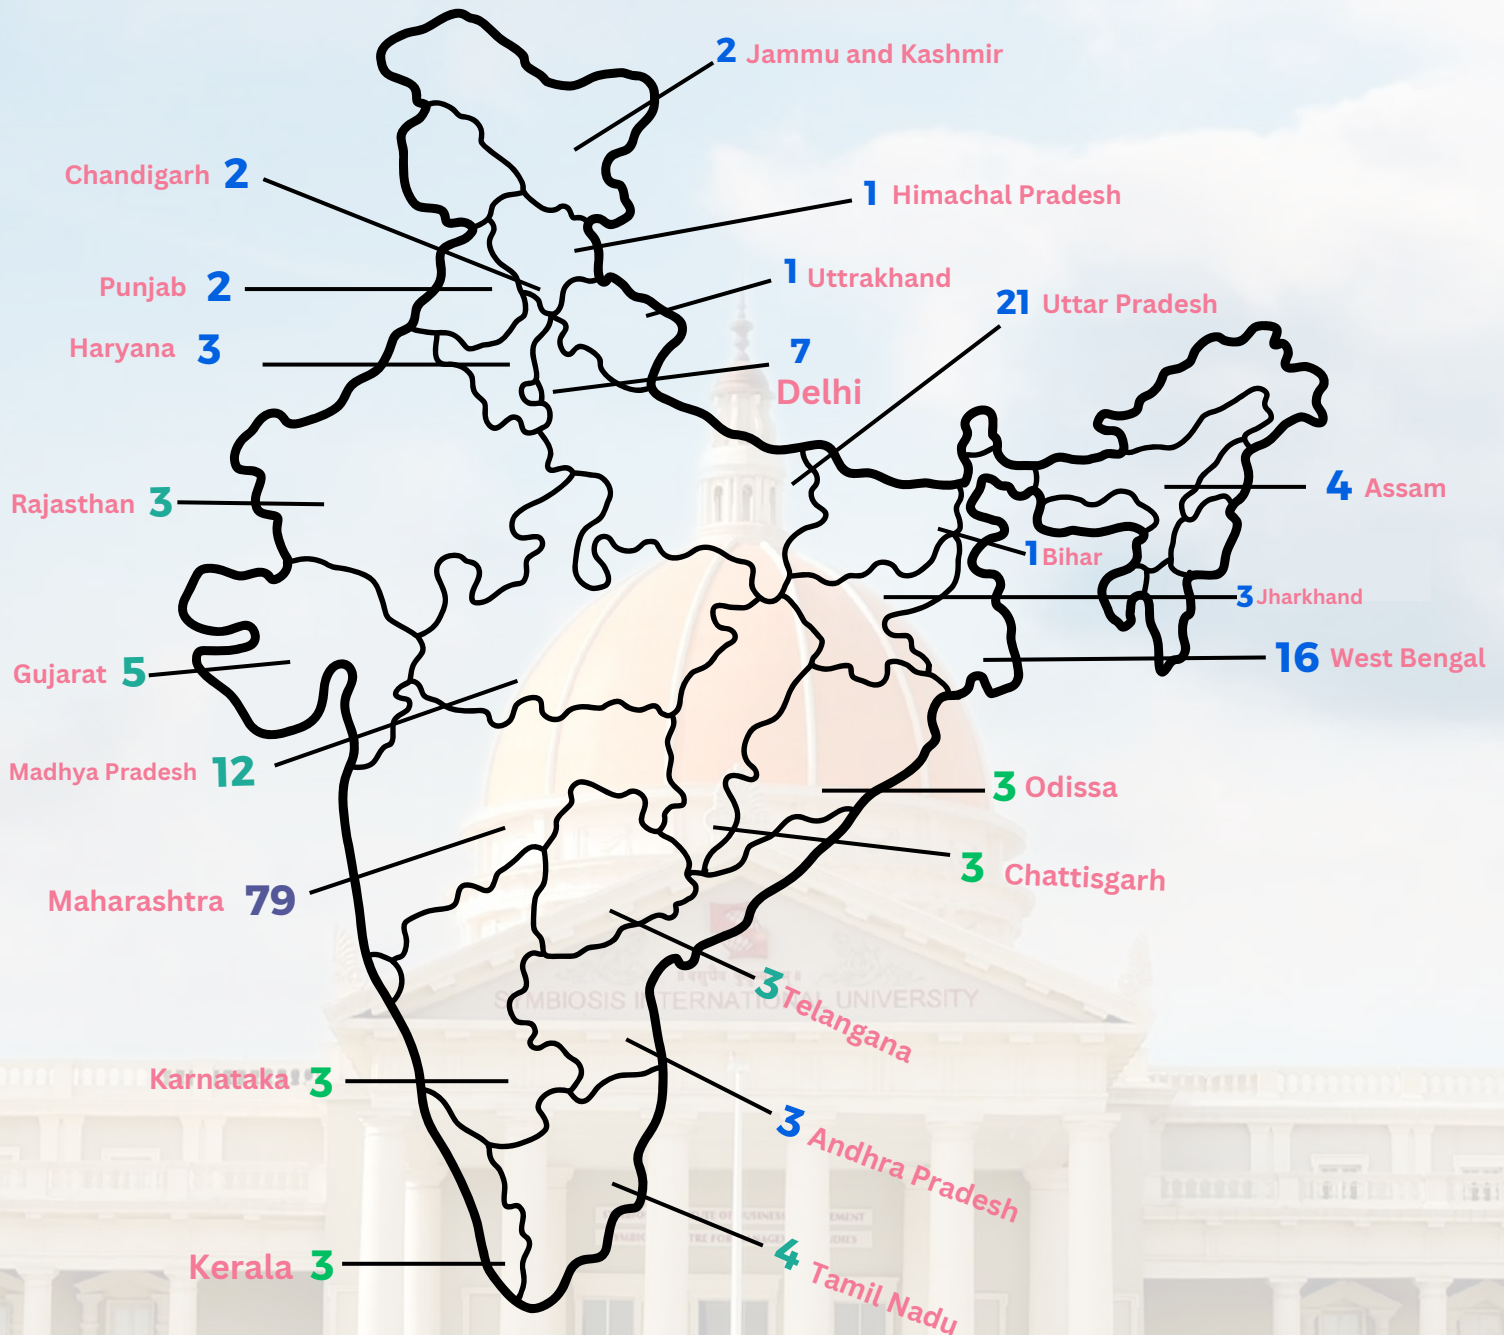 2 Jammu and Kashmir
Chandigarh 2
1 Himachal Pradesh
Punjab 2
1 Uttrakhand
21 Uttar Pradesh
Haryana 3
7
Delhi
Rajasthan 3
4 Assam
1 Bihar
3 Jharkhand
Gujarat 5
16 West Bengal
Madhya Pradesh 12
3 Odissa
3 Chattisgarh
Maharashtra 79
3 Telangana
SYMBIOSIS INTERNATIONAL UNIVERSITY
Karnataka 3
3 Andhra Pradesh
Kerala 3
4 Tamil Nadu